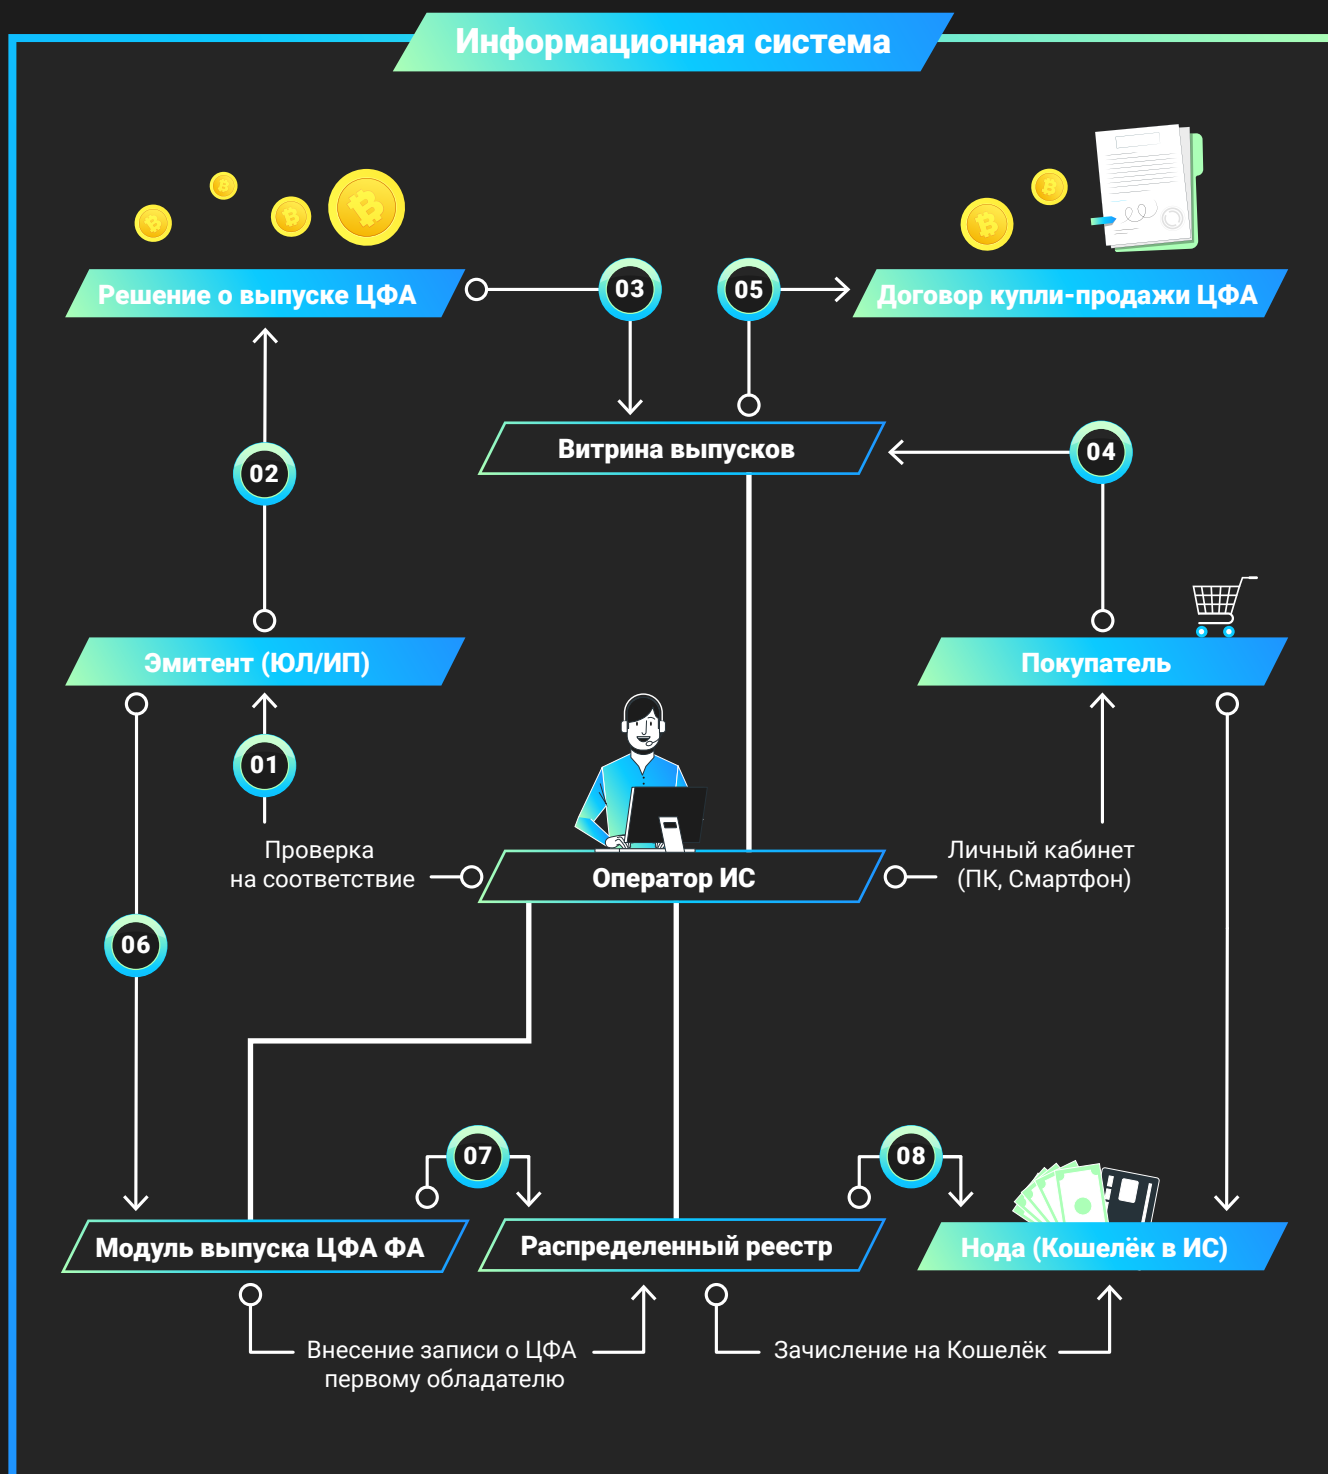 Информационная система
Решение о выпуске ЦФА
03
05
Договор купли-продажи ЦФА
Витрина выпусков
04
02
Эмитент (ЮЛ/ИП)
Покупатель
01
Проверка
на соответствие
Оператор ИС
Личный кабинет
(ПК, Смартфон)
06
07
08
Модуль выпуска ЦФА ФА
Распределенный реестр
Нода (Кошелёк в ИС)
Внесение записи о ЦФА
первому обладателю
Зачисление на Кошелёк